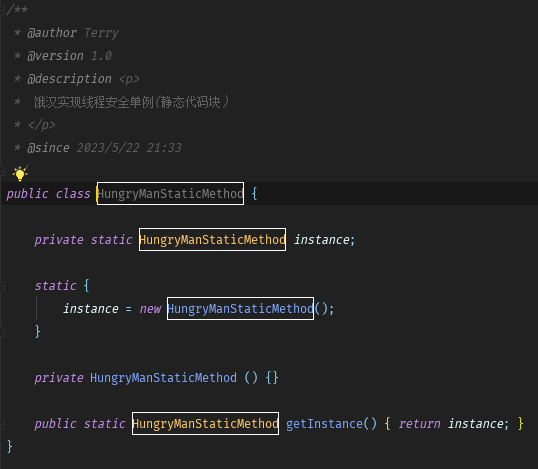 /**
* @author Terry
* @version 1.0
* @description <p>
* 饿汉实现线程安全单例(静态代码块)
* </p>
* @since 2023/5/22 21:33
public class HungryManStaticMethod {
private static HungryManStaticMethod instance;
static {
instance = new HungryManStaticMethod();
}
private HungryManStaticMethod () {}
public static HungryManStaticMethod getInstance() { return instance; }
}